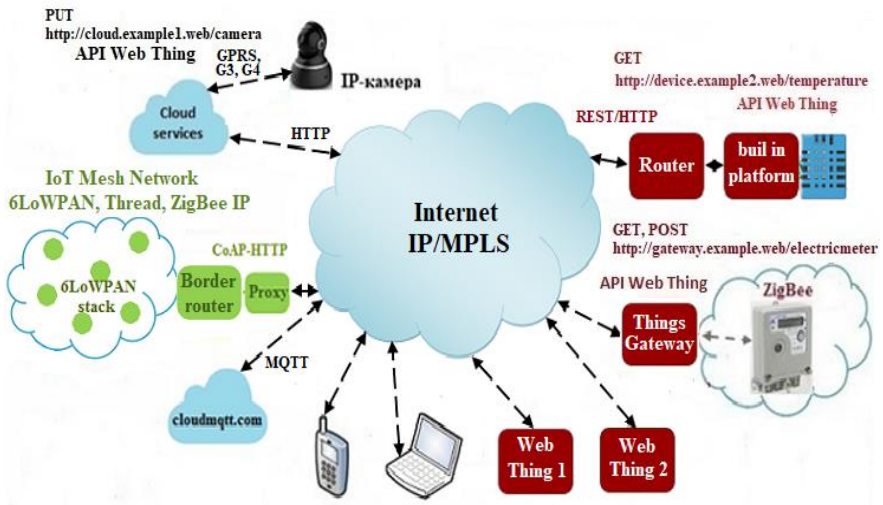 PUT
http://cloud.example1.web/camera
API Web Thing
GPRS,
G3, G4
IP-камера
Cloud
services
HTTP
GET
http://device.example2.web/temperature
API Web Thing
REST/HTTP
Router
buil in
platform
IoT Mesh Network
6LoWPAN, Thread, ZigBee IP
6LoWPAN
stack
CoAP-HTTP
Border
router
Proxy
Internet
IP/MPLS
GET, POST
http://gateway.example.web/electricmeter
API Web Thing
ZigBee
Things
Gateway
MQTT
cloudmqtt.com
Web
Thing 1
Web
Thing 2